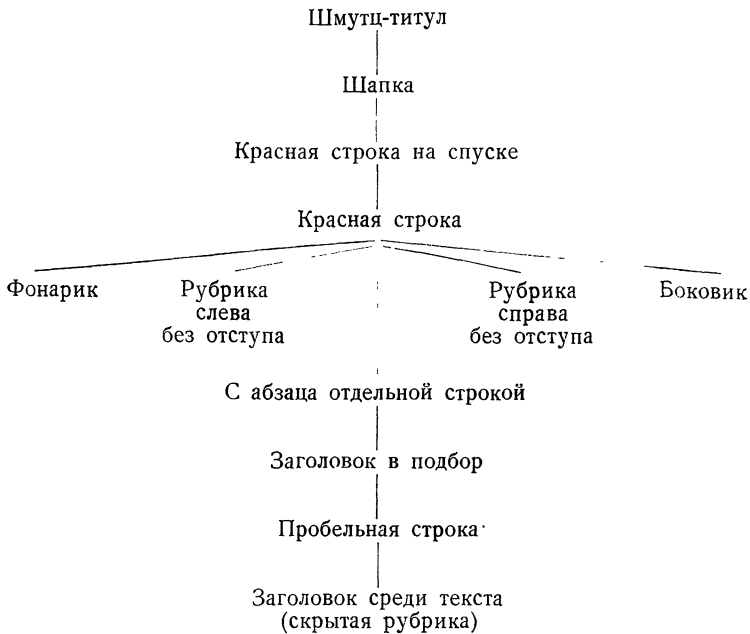 Шмутц-титул
Шапка
Красная строка на спуске
Красная строка
Фонарик
Рубрика
слева
без отступа
Рубрика
справа
без отступа
Боковик
С абзаца отдельной строкой
Заголовок в подбор
Пробельная строка
Заголовок среди текста
(скрытая рубрика)